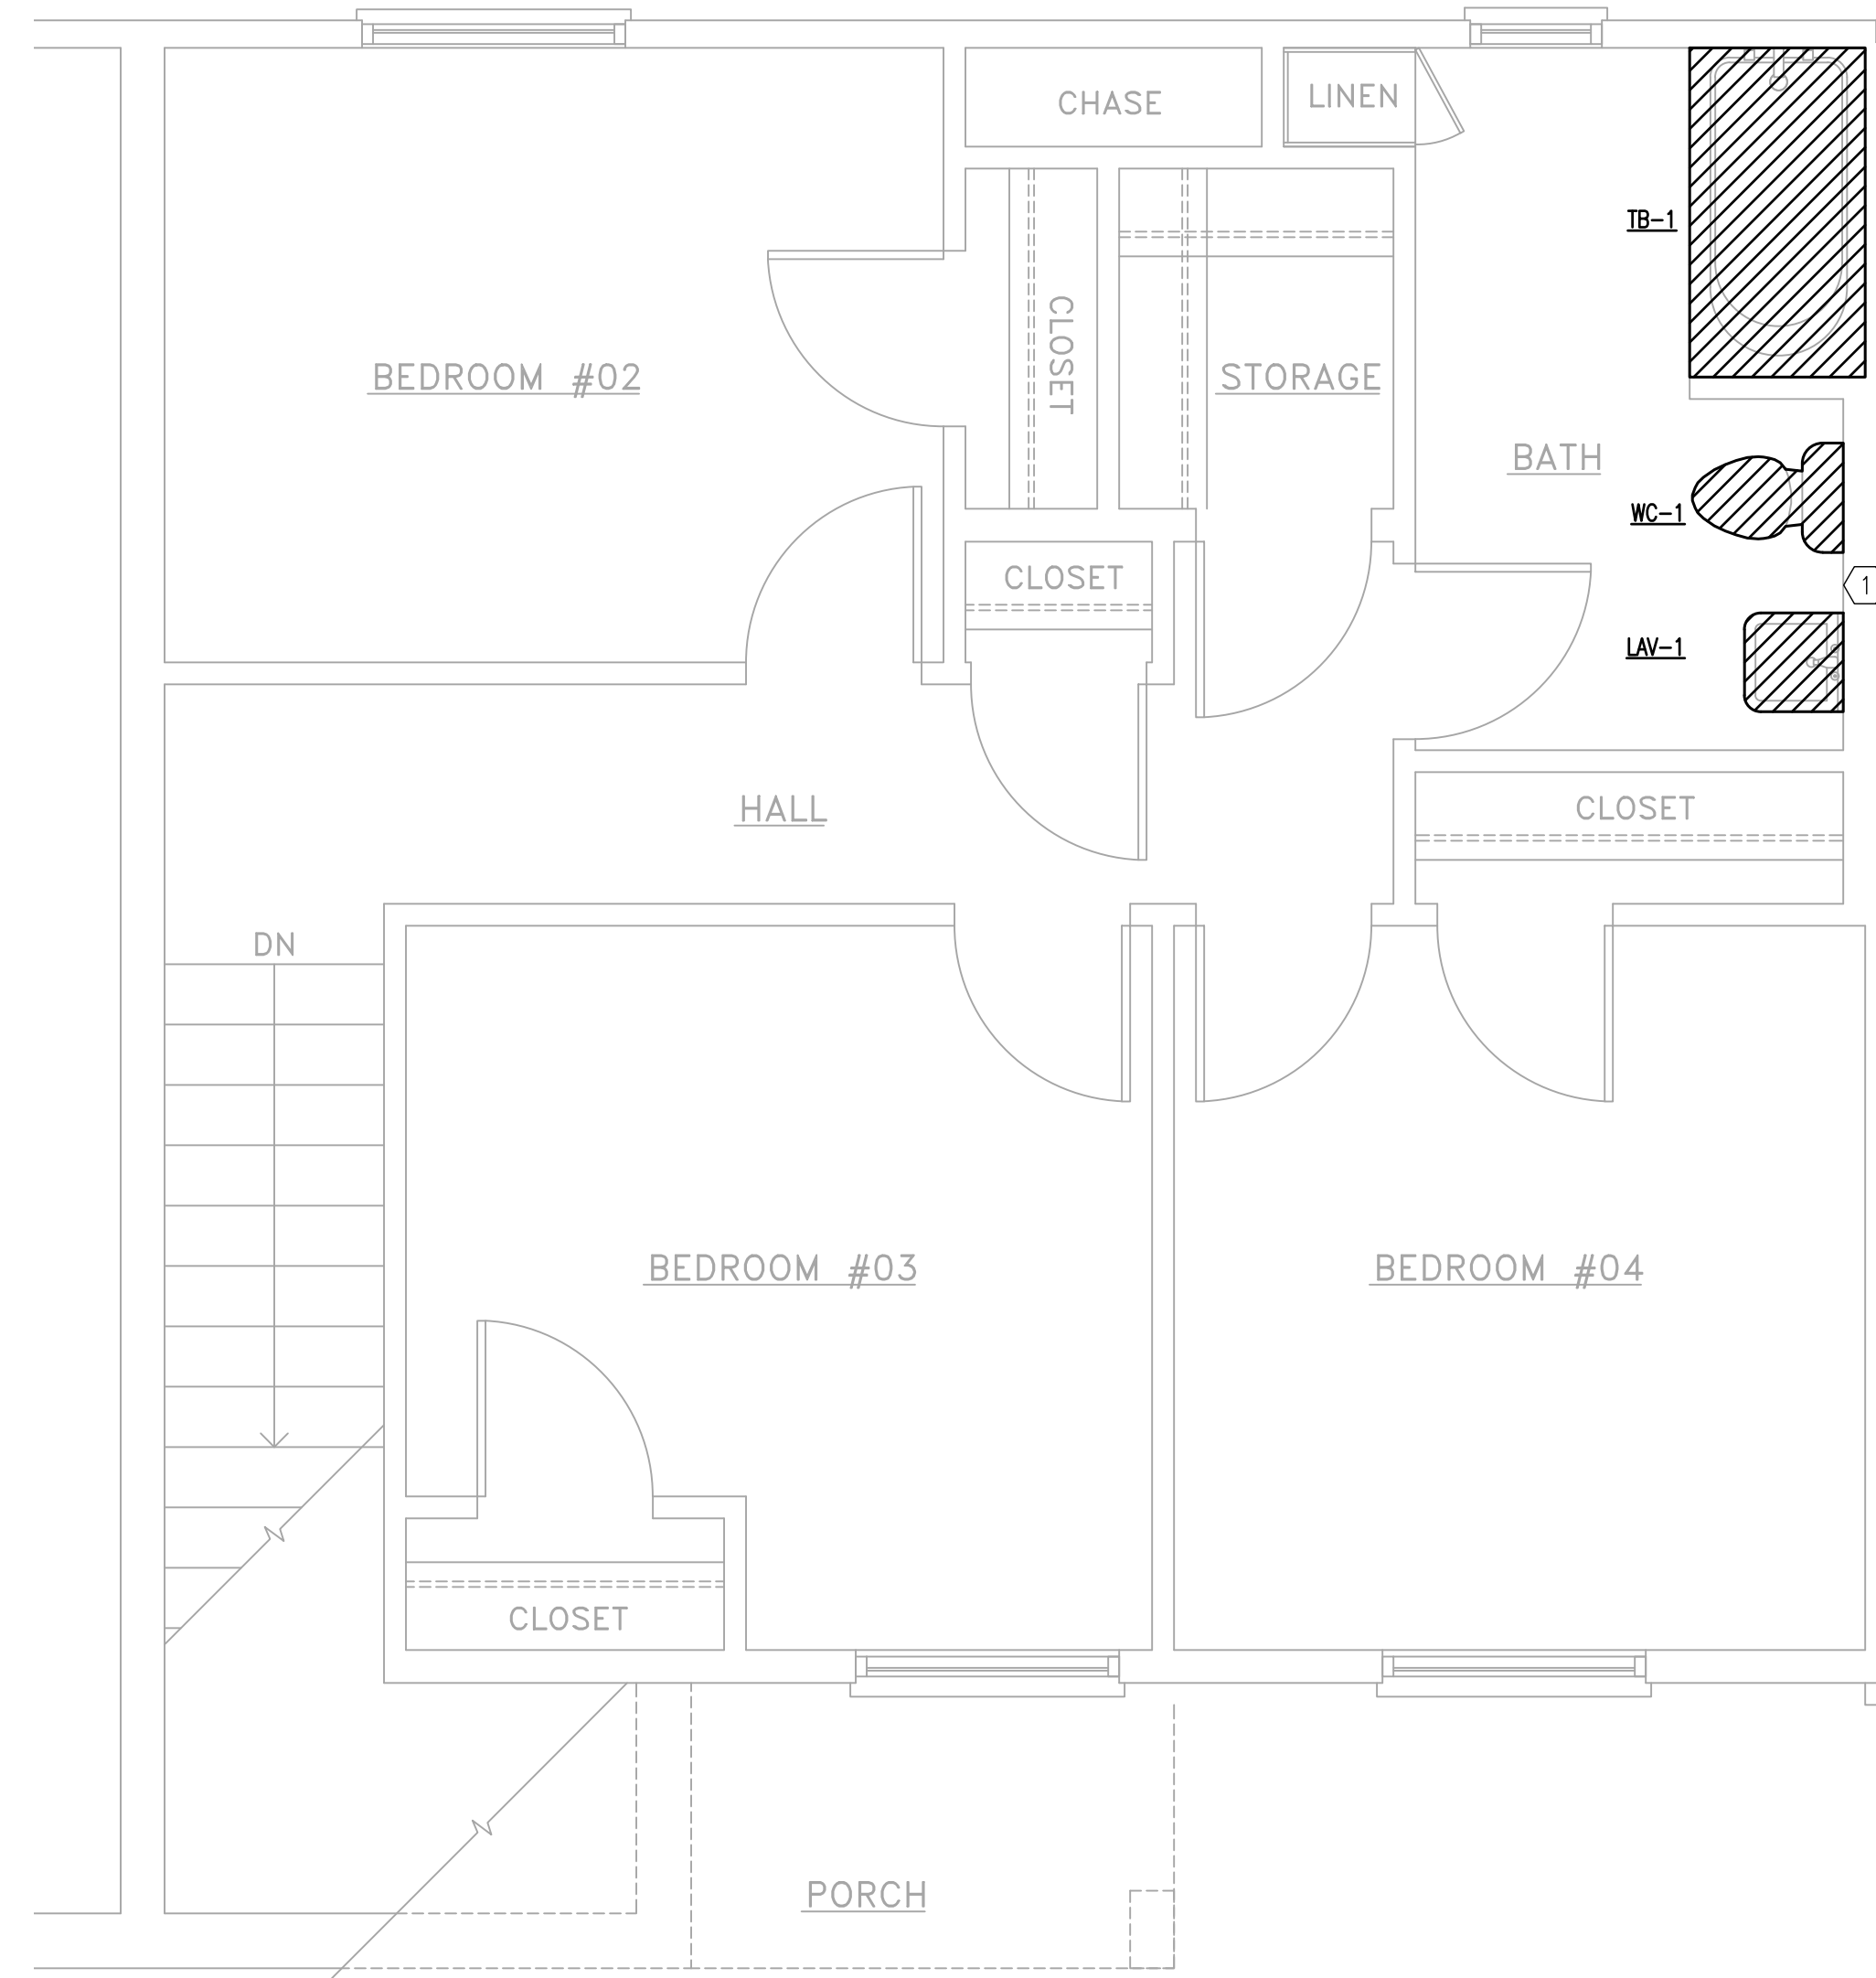 CHASE
LINEN
TB-1
CLOSET
BEDROOM #02
STORAGE
BATH
WC-1
CLOSET
1
LAV-1
HALL
CLOSET
DN
BEDROOM #03
BEDROOM #04
CLOSET
PORCH